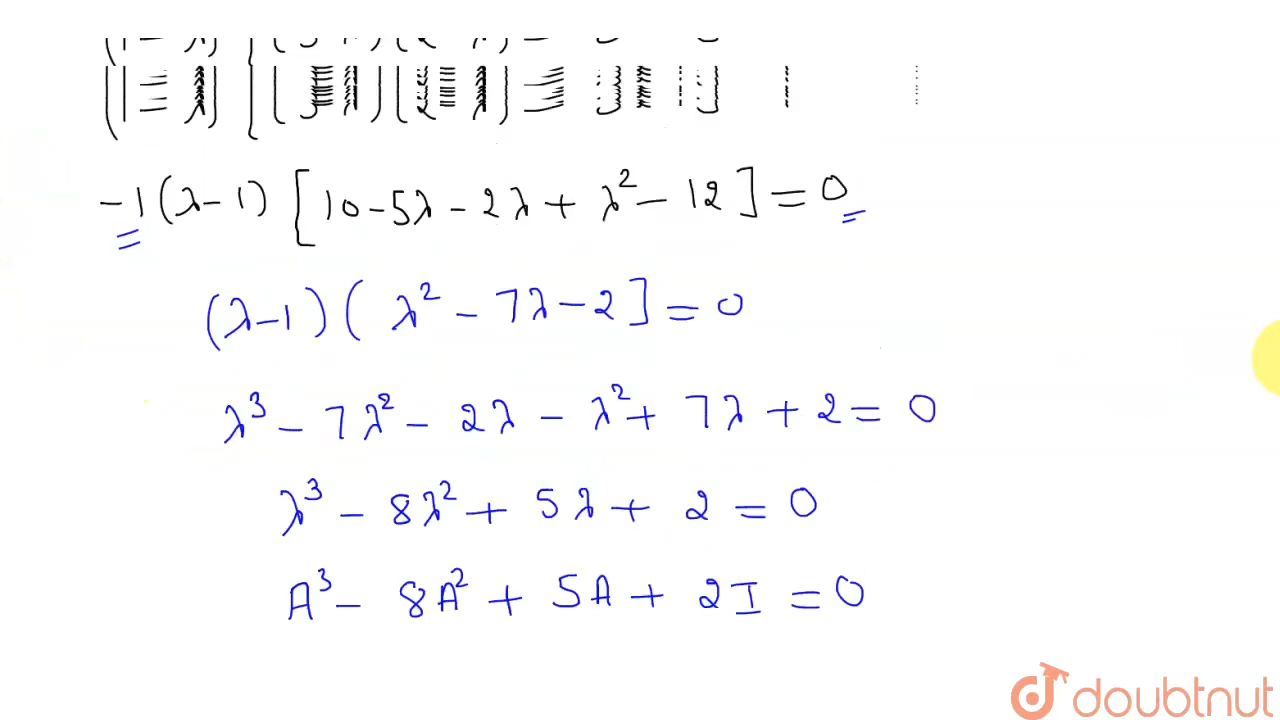 -1(λ-1) [10-5λ-2λ+λ²-12]=0
(λ-1)(λ²-7λ-2]=0
λ³-7λ²-2λ-λ²+7λ+2=0
λ³-8λ²+5λ+2=0
A³-8A²+5A+2I=0
doubtnut